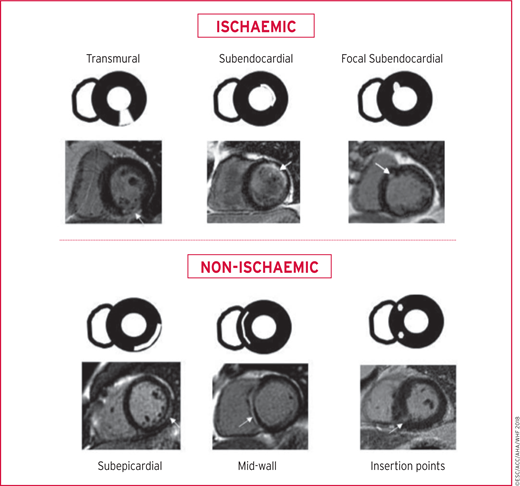 ISCHAEMIC
Transmural
Subendocardial
Focal Subendocardial
NON-ISCHAEMIC
Subepicardial
Mid-wall
Insertion points
©ESC/ACC/AHA/WHF 2018